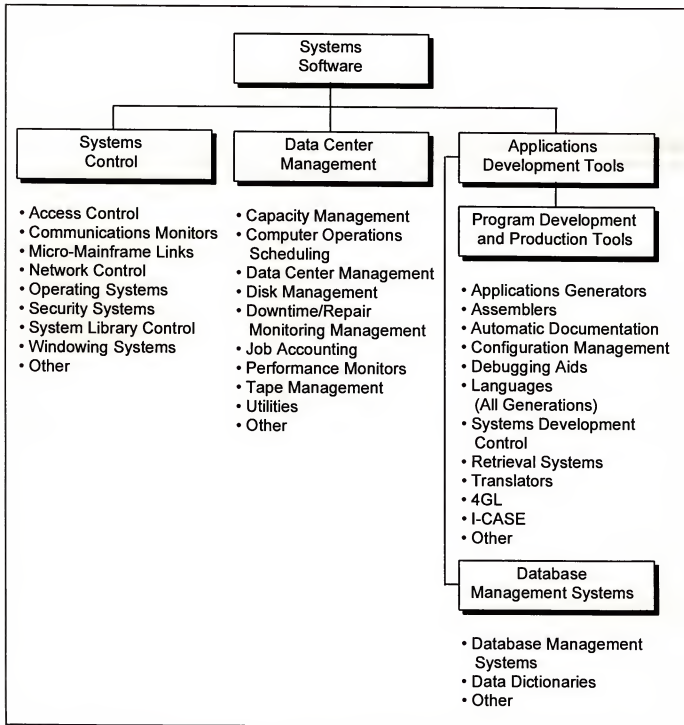 Systems
Software
Systems
Control
• Access Control
• Communications Monitors
• Micro-Mainframe Links
• Network Control
• Operating Systems
• Security Systems
• System Library Control
• Windowing Systems
• Other
Data Center
Management
• Capacity Management
• Computer Operations
Scheduling
• Data Center Management
• Disk Management
• Downtime/Repair
Monitoring Management
• Job Accounting
• Performance Monitors
• Tape Management
• Utilities
• Other
Applications
Development Tools
Program Development
and Production Tools
• Applications Generators
• Assemblers
• Automatic Documentation
• Configuration Management
• Debugging Aids
• Languages
(All Generations)
• Systems Development
Control
• Retrieval Systems
• Translators
• 4GL
• I-CASE
• Other
Database
Management Systems
• Database Management
Systems
• Data Dictionaries
• Other